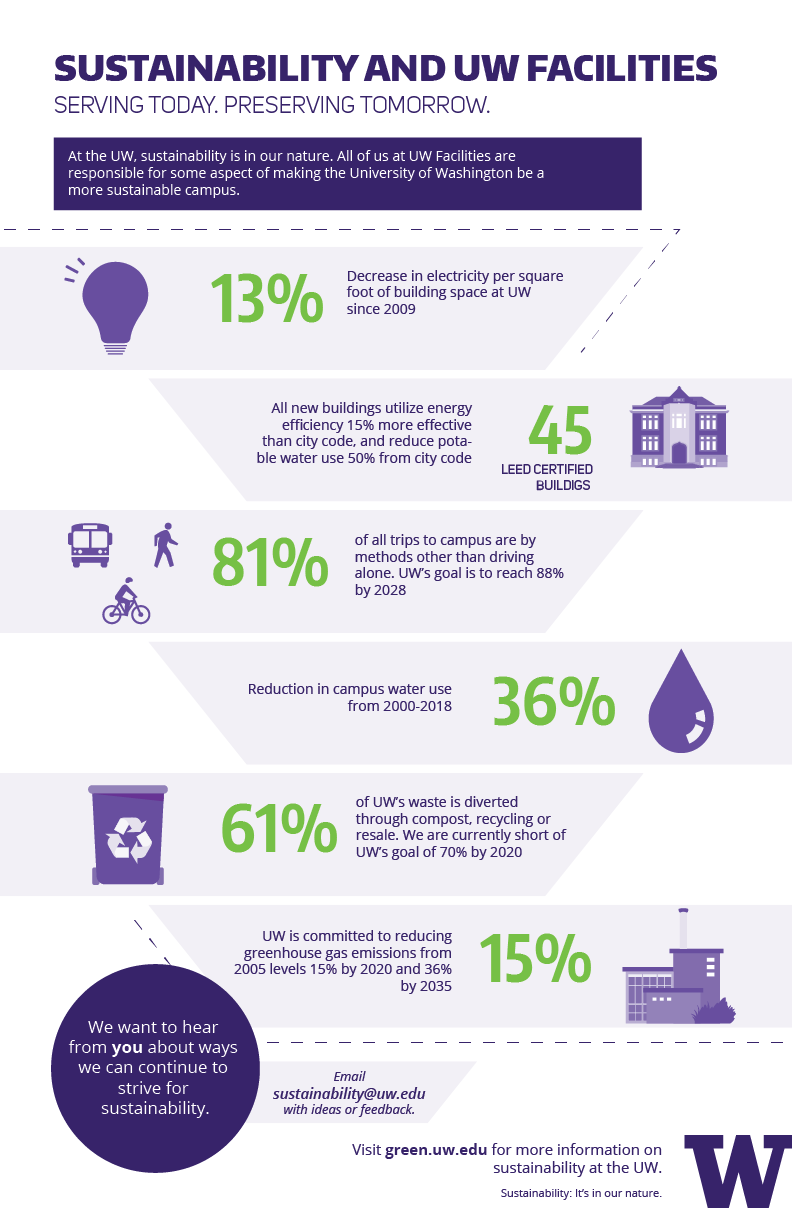 SUSTAINABILITY AND UW FACILITIES
SERVING TODAY. PRESERVING TOMORROW.
At the UW, sustainability is in our nature. All of us at UW Facilities are
responsible for some aspect of making the University of Washington be a
more sustainable campus.
13%
Decrease in electricity per square
foot of building space at UW
since 2009
All new buildings utilize energy
efficiency 15% more effective
than city code, and reduce pota-
ble water use 50% from city code
45
LEED CERTIFIED
BUILDIGS
81%
of all trips to campus are by
methods other than driving
alone. UW's goal is to reach 88%
by 2028
Reduction in campus water use
from 2000-2018
36%
61%
of UW's waste is diverted
through compost, recycling or
resale. We are currently short of
UW's goal of 70% by 2020
UW is committed to reducing
greenhouse gas emissions from
2005 levels 15% by 2020 and 36%
by 2035
15%
We want to hear
from you about ways
we can continue to
strive for
sustainability.
Email
sustainability@uw.edu
with ideas or feedback.
Visit green.uw.edu for more information on
sustainability at the UW.
Sustainability: It's in our nature.
W